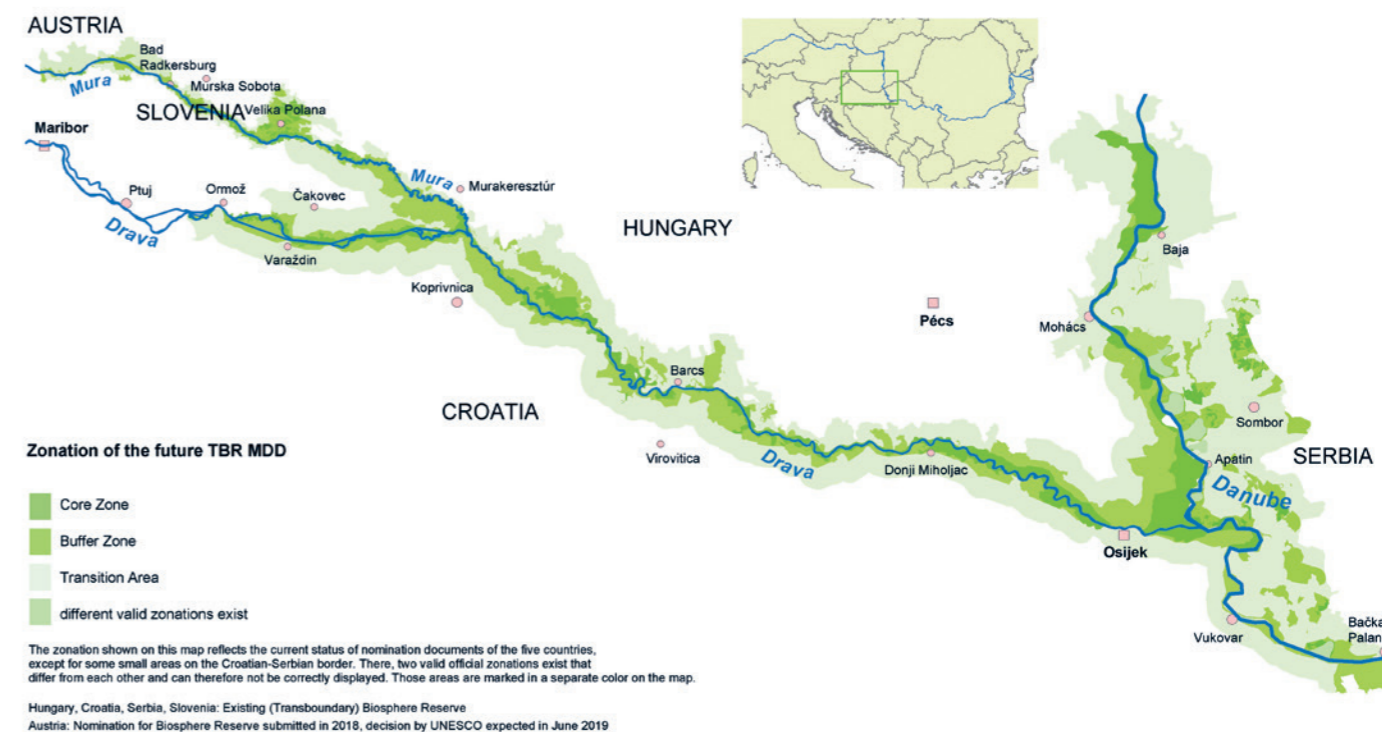 AUSTRIA
Bad
Radkersburg
Mura
Murska Sobota
SLOVENIA
Velika Polana
Maribor
Mura
Murakeresztúr
Ptuj
Ormož
Čakovec
Drava
HUNGARY
Varaždin
Baja
Koprivnica
Pécs
Mohács
Barcs
CROATIA
Sombor
Zonation of the future TBR MDD
Virovitica
Drava
Donji Miholjac
Apatin
SERBIA
Danube
Core Zone
Buffer Zone
Osijek
Transition Area
different valid zonations exist
Vukovar
Bačka
Palan
The zonation shown on this map reflects the current status of nomination documents of the five countries,
except for some small areas on the Croatian-Serbian border. There, two valid official zonations exist that
differ from each other and can therefore not be correctly displayed. Those areas are marked in a separate color on the map.
Hungary, Croatia, Serbia, Slovenia: Existing (Transboundary) Biosphere Reserve
Austria: Nomination for Biosphere Reserve submitted in 2018, decision by UNESCO expected in June 2019